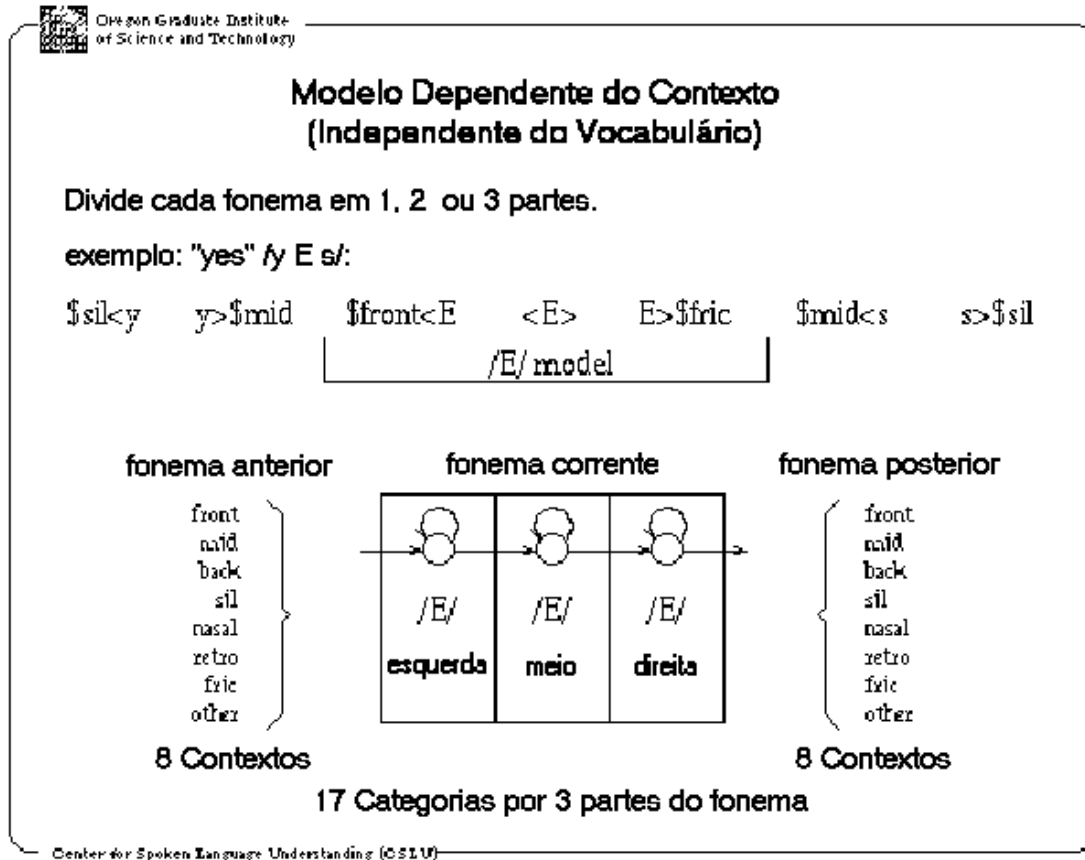 Oregon Graduate Institute
of Science and Technology
Modelo Dependente do Contexto
(Independente do Vocabulário)
Divide cada fonema em 1, 2 ou 3 partes.
exemplo: "yes" /y E s/:
$sil<y y>$mid $front<E <E> E>$fric $mid<s s>$sil
/E/ model
fonema anterior fonema corrente fonema posterior
front front
mid mid
back back
sil sil
nasal nasal
retro retro
fric fric
other other
/E/ /E/ /E/
esquerda meio direita
8 Contextos 8 Contextos
17 Categorias por 3 partes do fonema
Center for Spoken Language Understanding (CSLU)